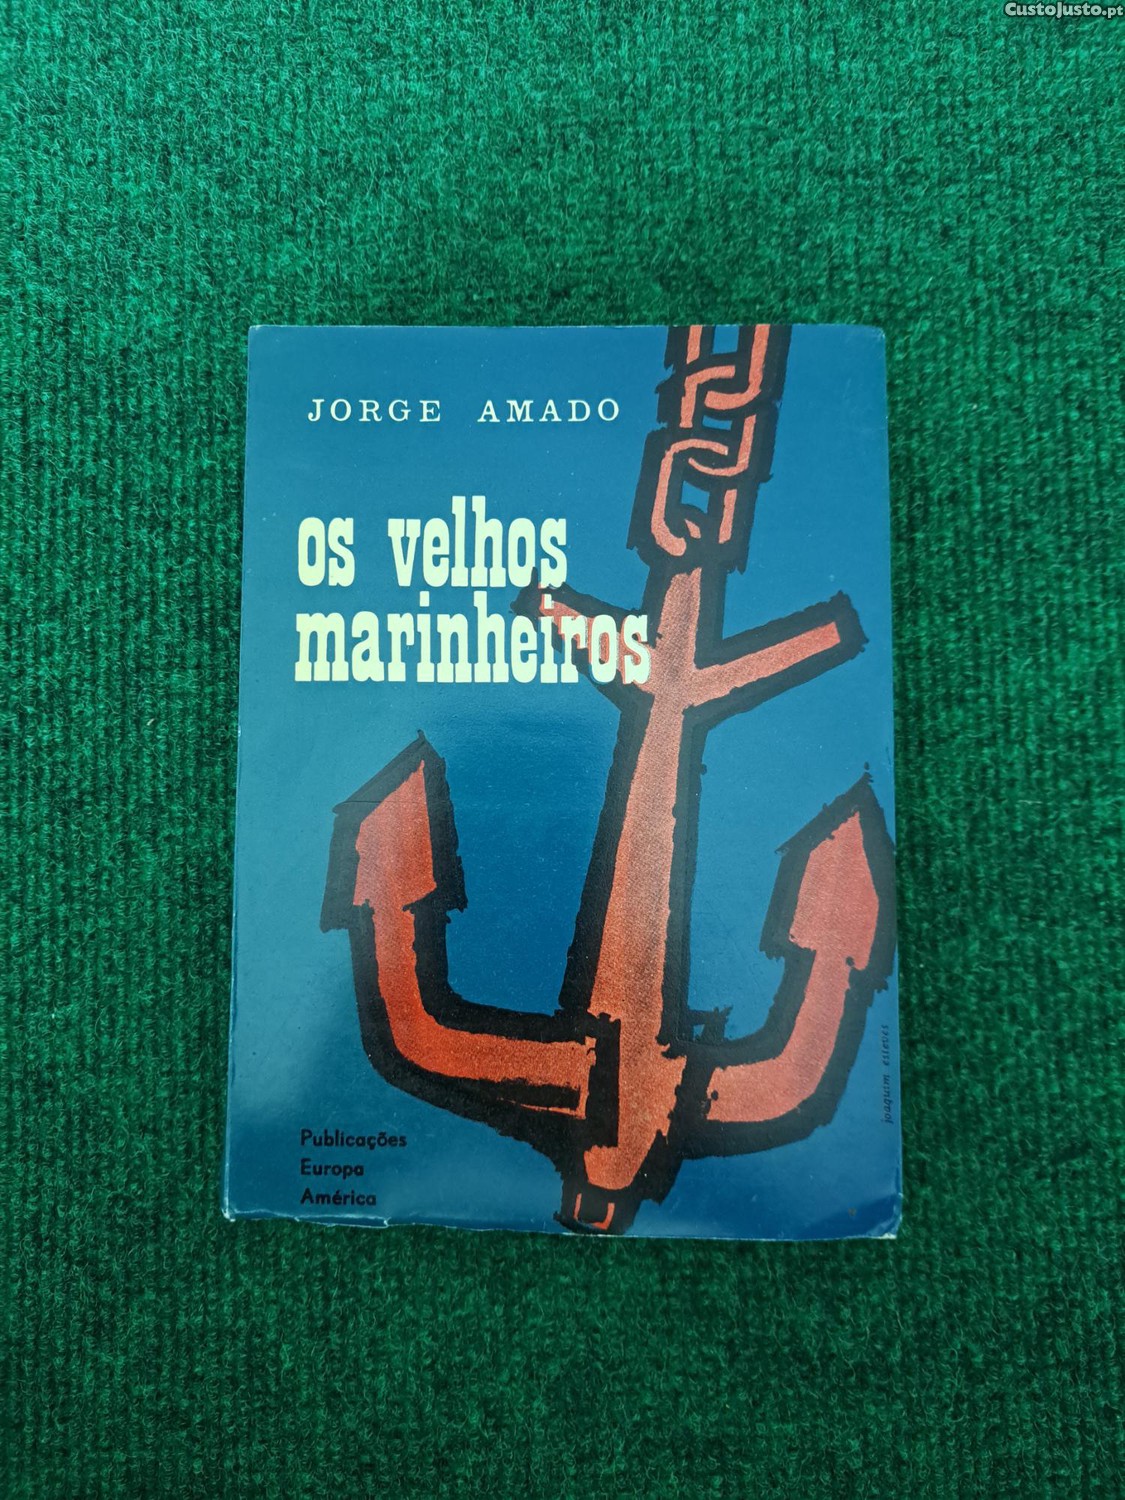 CustoJusto.pt
JORGE AMADO
os velhos
marinheiros
joaquim esteves
Publicações
Europa
América